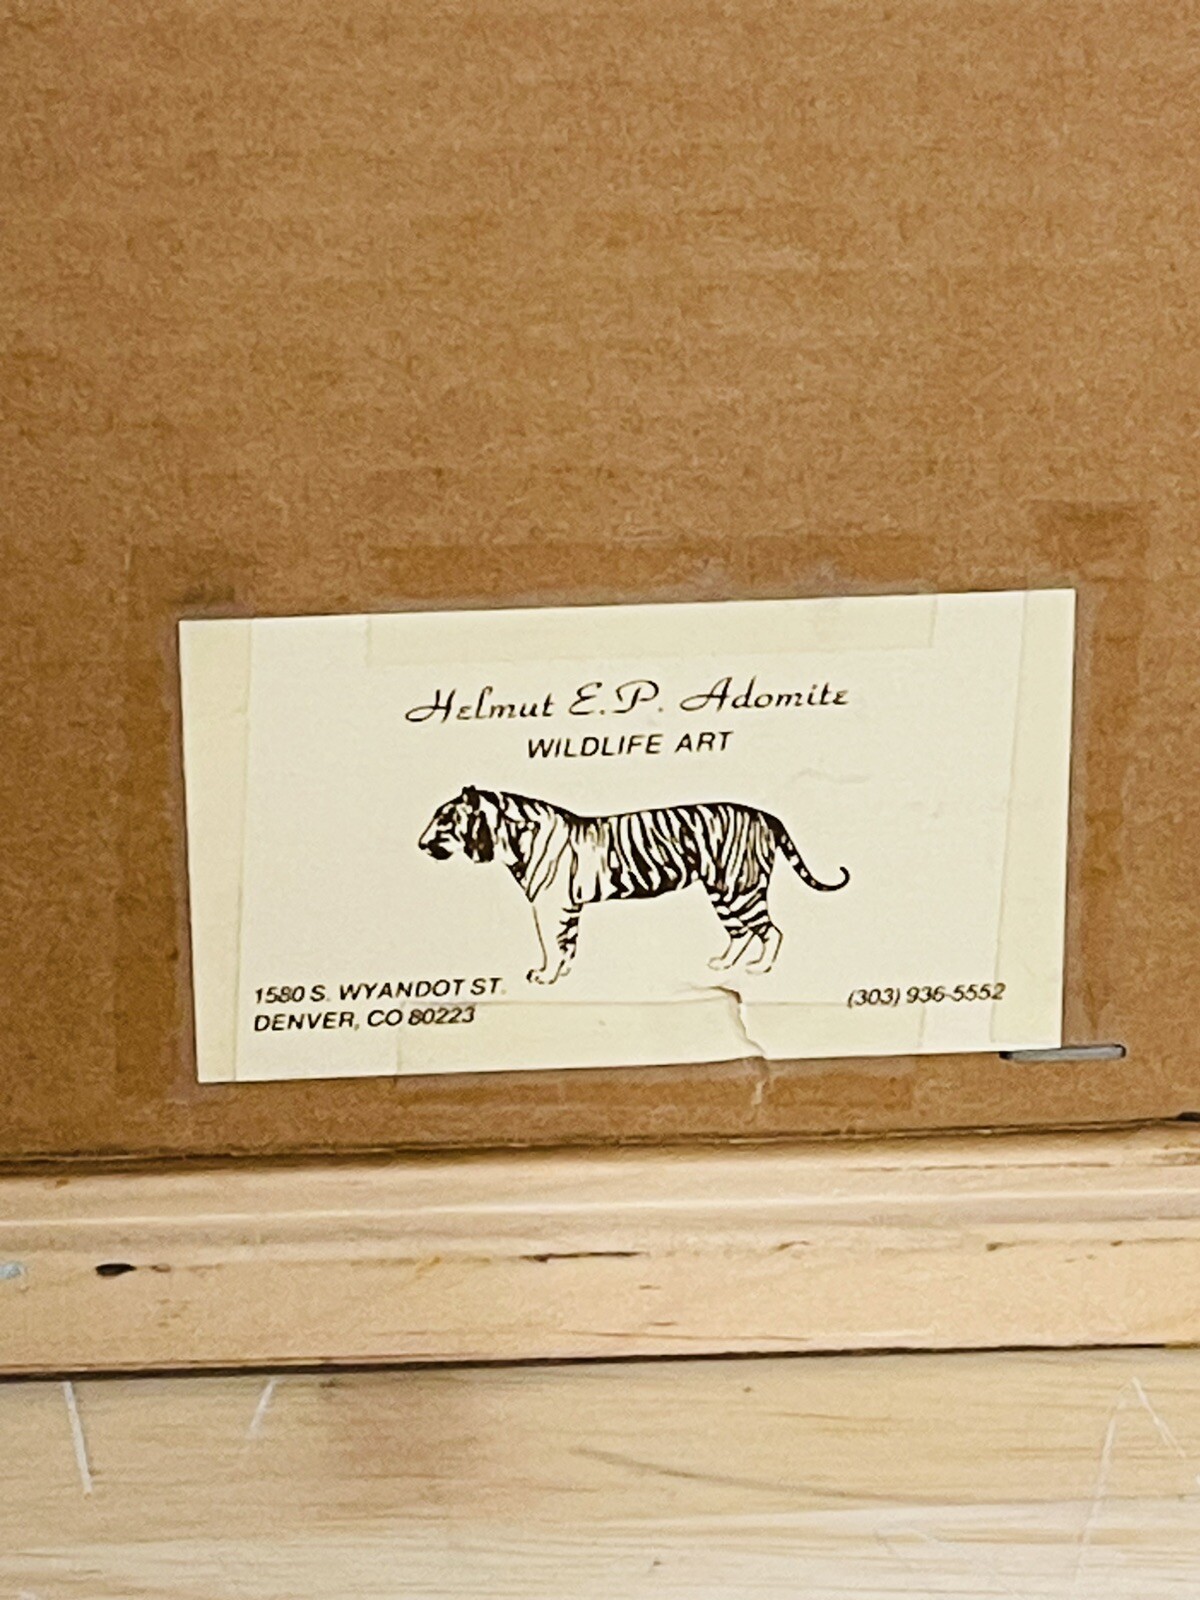 Helmut E.P. Adomite
WILDLIFE ART
1580 S. WYANDOT ST.
DENVER, CO 80223
(303) 936-5552